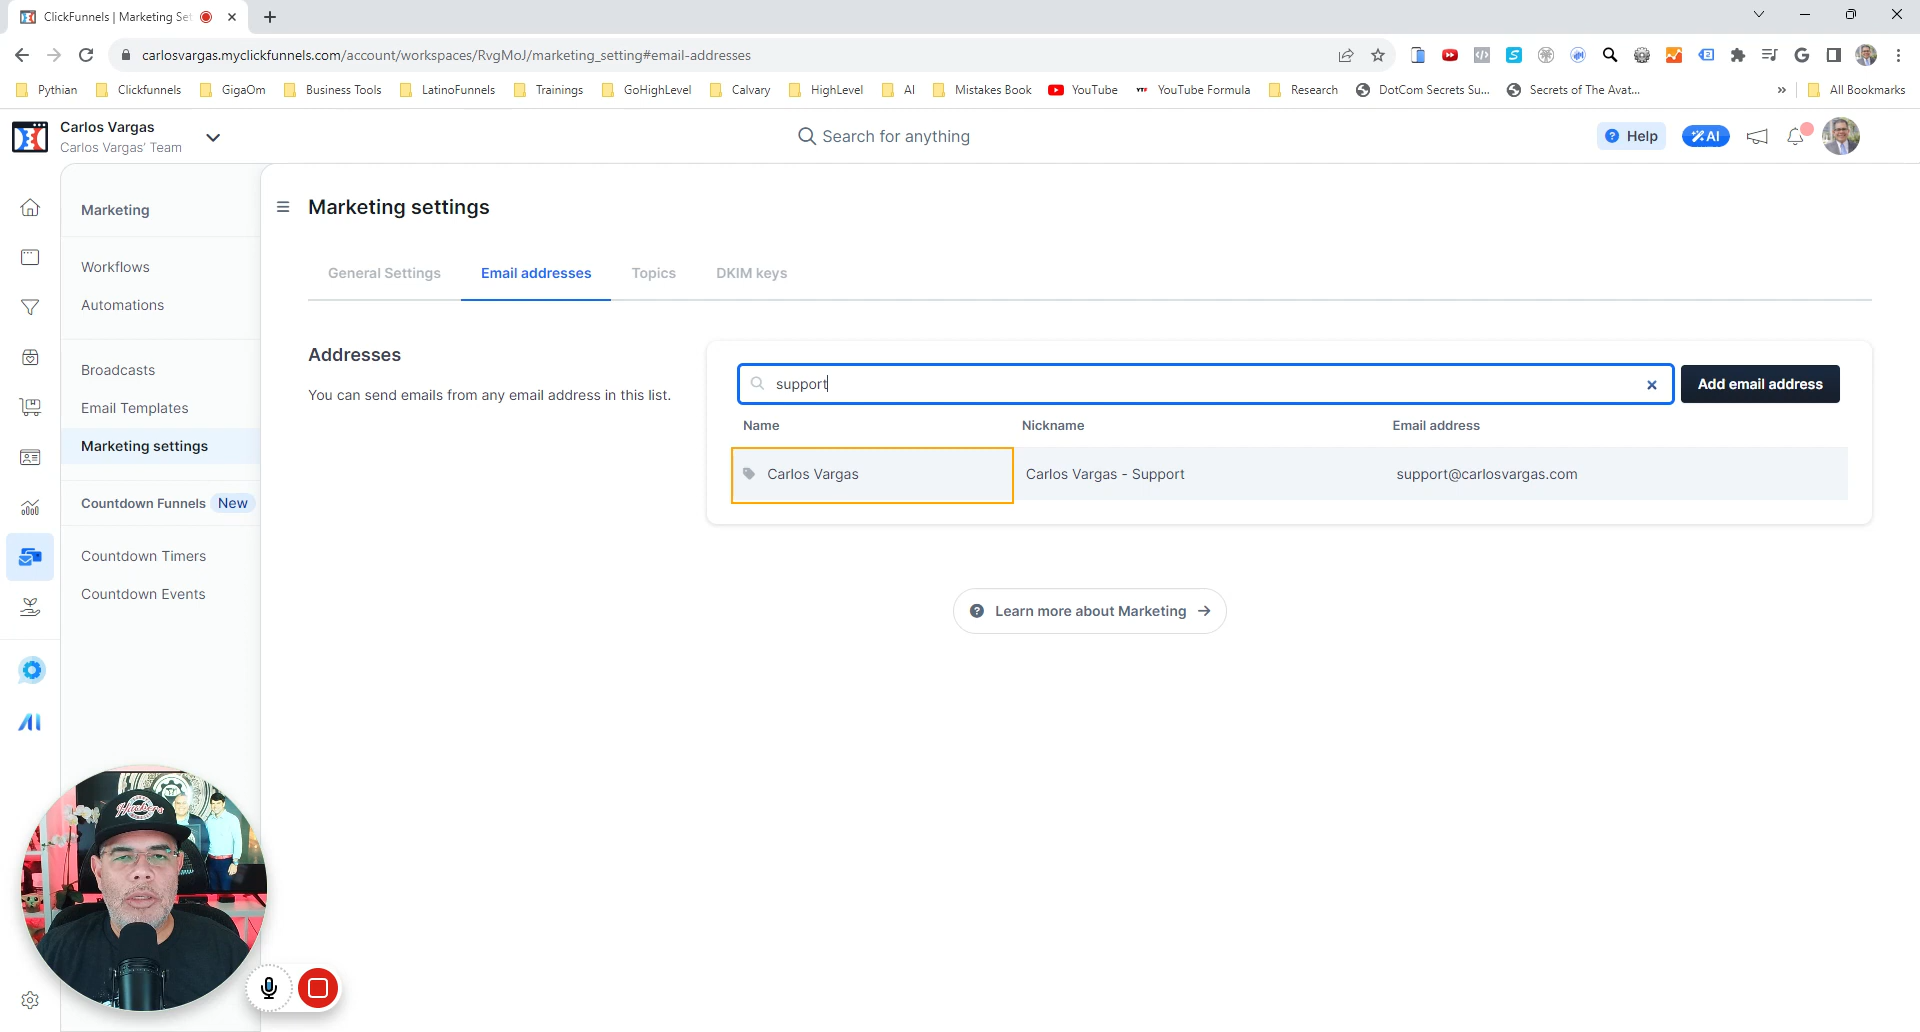 ClickFunnels | Marketing Set
carlosvargas.myclickfunnels.com/account/workspaces/RvgMoJ/marketing_setting#email-addresses
Pythian Clickfunnels GigaOm Business Tools LatinoFunnels Trainings GoHighLevel Calvary HighLevel AI Mistakes Book YouTube YouTube Formula Research DotCom Secrets Su... Secrets of The Avat... » All Bookmarks
Carlos Vargas
Carlos Vargas' Team
Search for anything
Help
AI
Marketing
Workflows
Automations
Broadcasts
Email Templates
Marketing settings
Countdown Funnels New
Countdown Timers
Countdown Events
Marketing settings
General Settings Email addresses Topics DKIM keys
Addresses
You can send emails from any email address in this list.
support
Add email address
Name Nickname Email address
Carlos Vargas Carlos Vargas - Support support@carlosvargas.com
Learn more about Marketing